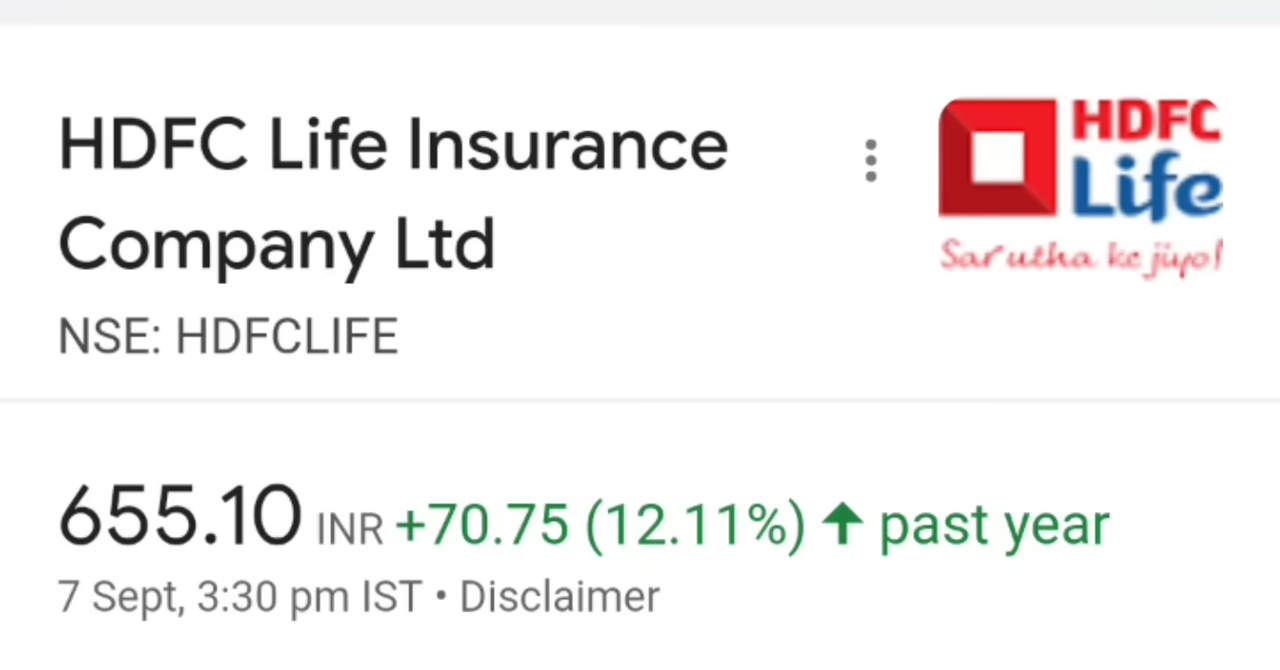 HDFC Life Insurance
Company Ltd
NSE: HDFCLIFE
HDFC
Life
Sar utha ke jiyo!
655.10 INR +70.75 (12.11%) ↑ past year
7 Sept, 3:30 pm IST • Disclaimer